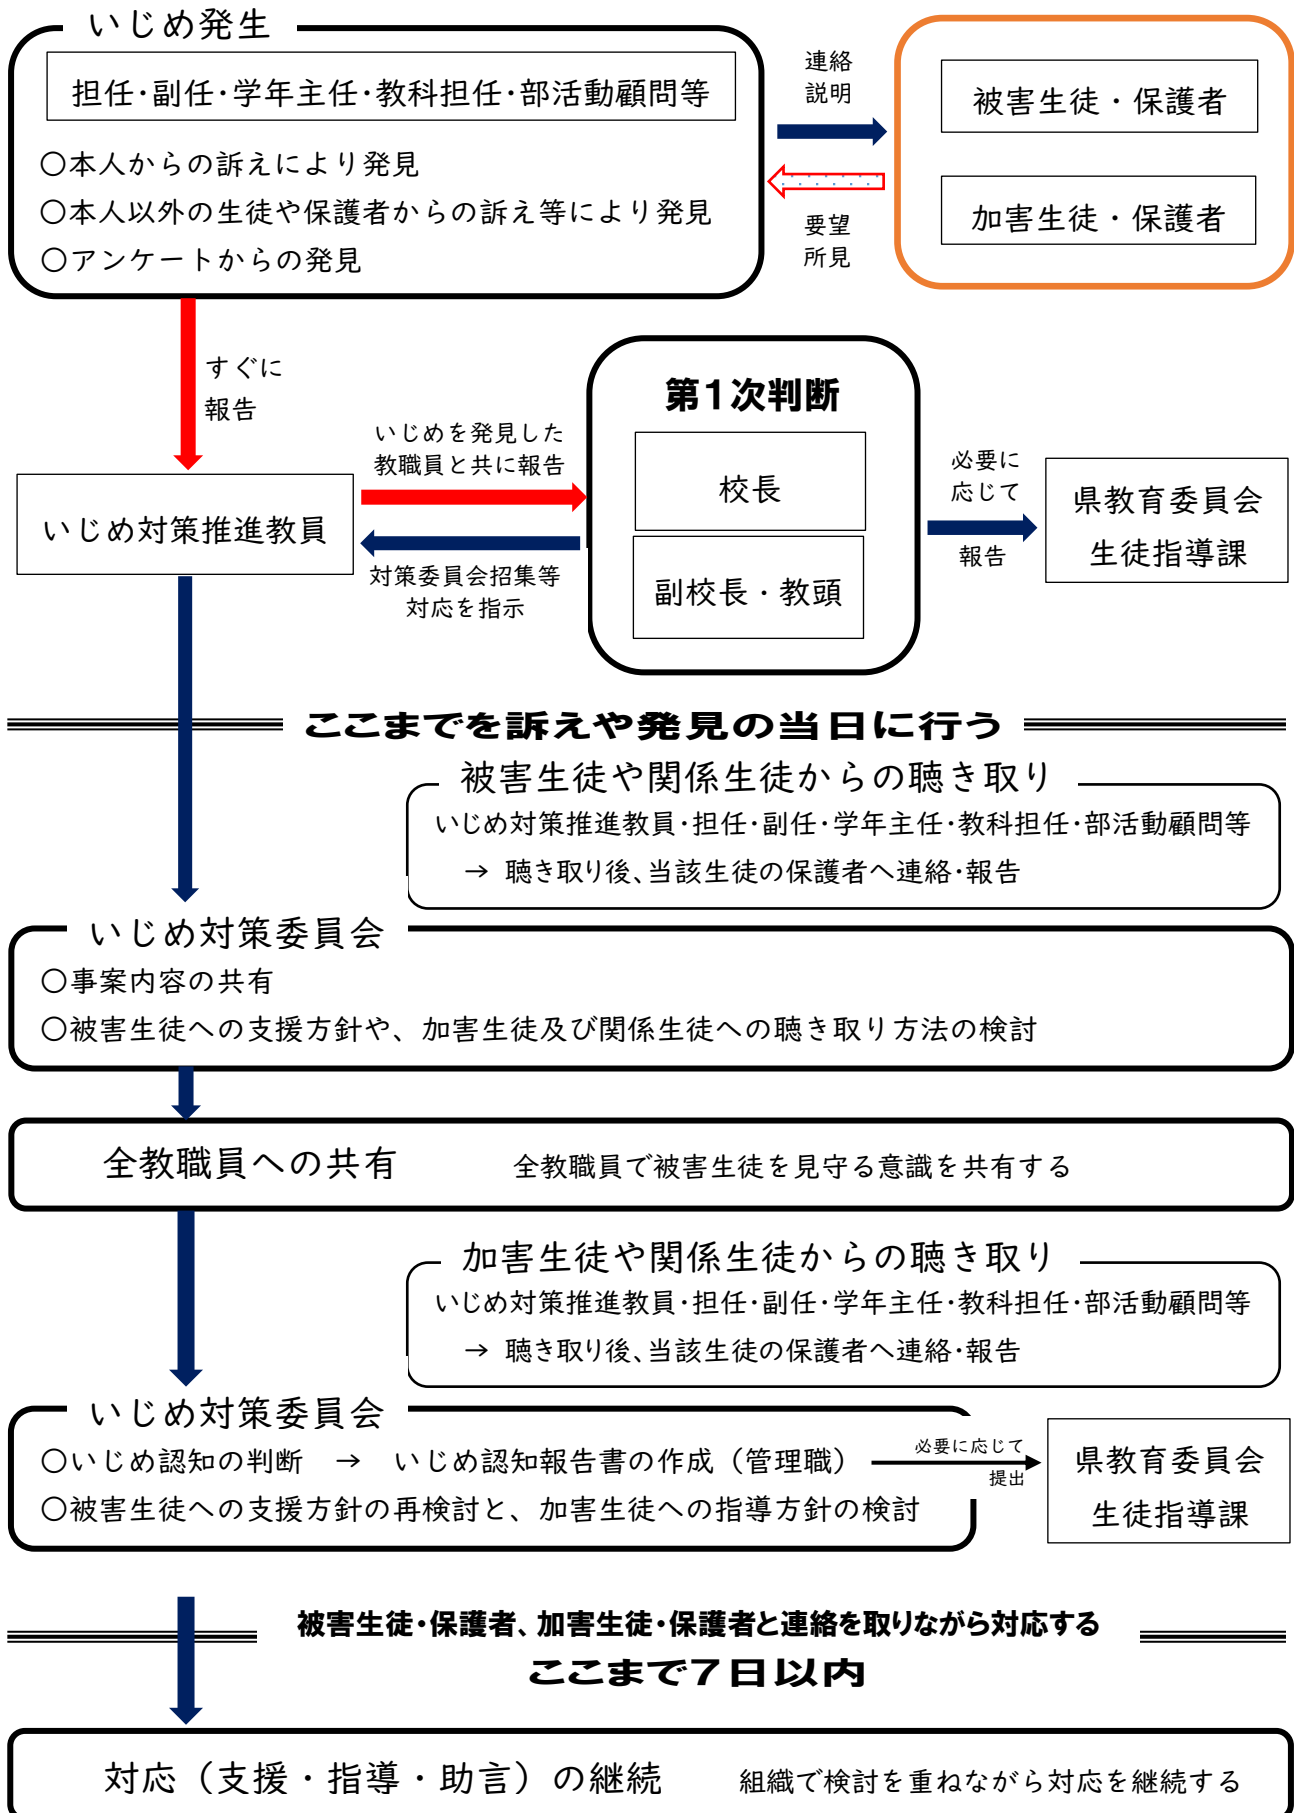 いじめ発生
担任・副任・学年主任・教科担任・部活動顧問等
○本人からの訴えにより発見
○本人以外の生徒や保護者からの訴え等により発見
○アンケートからの発見
連絡
説明
要望
所見
被害生徒・保護者
加害生徒・保護者
すぐに
報告
いじめ対策推進教員
いじめを発見した
教職員と共に報告
対策委員会招集等
対応を指示
第1次判断
校長
副校長・教頭
必要に
応じて
報告
県教育委員会
生徒指導課
ここまでを訴えや発見の当日に行う
被害生徒や関係生徒からの聴き取り
いじめ対策推進教員・担任・副任・学年主任・教科担任・部活動顧問等
→ 聴き取り後、当該生徒の保護者へ連絡・報告
いじめ対策委員会
○事案内容の共有
○被害生徒への支援方針や、加害生徒及び関係生徒への聴き取り方法の検討
全教職員への共有 全教職員で被害生徒を見守る意識を共有する
加害生徒や関係生徒からの聴き取り
いじめ対策推進教員・担任・副任・学年主任・教科担任・部活動顧問等
→ 聴き取り後、当該生徒の保護者へ連絡・報告
いじめ対策委員会
○いじめ認知の判断 → いじめ認知報告書の作成（管理職）
○被害生徒への支援方針の再検討と、加害生徒への指導方針の検討
必要に応じて
提出
県教育委員会
生徒指導課
被害生徒・保護者、加害生徒・保護者と連絡を取りながら対応する
ここまで7日以内
対応（支援・指導・助言）の継続 組織で検討を重ねながら対応を継続する